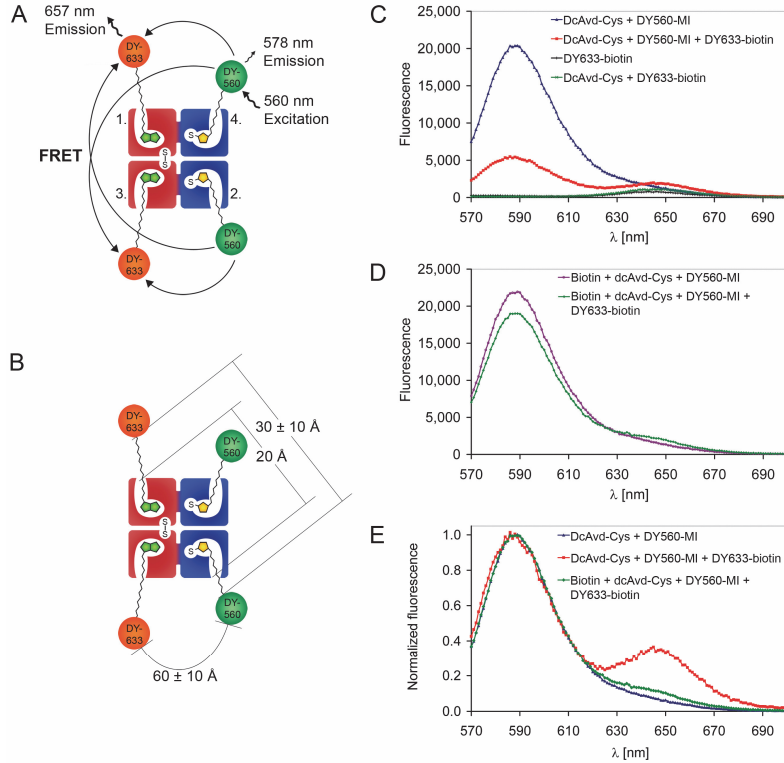 A
657 nm
Emission
DY-
633
578 nm
Emission
DY-
560
560 nm
Excitation
1.
4.
S
S
S
FRET
3.
2.
S
DY-
633
DY-
560
B
DY-
633
30 ± 10 Å
DY-
560
20 Å
S
S
S
S
DY-
633
DY-
560
60 ± 10 Å
C
25,000
20,000
15,000
10,000
5,000
0
Fluorescence
DcAvd-Cys + DY560-MI
DcAvd-Cys + DY560-MI + DY633-biotin
DY633-biotin
DcAvd-Cys + DY633-biotin
570 590 610 630 650 670 690
λ [nm]
D
25,000
20,000
15,000
10,000
5,000
0
Fluorescence
Biotin + dcAvd-Cys + DY560-MI
Biotin + dcAvd-Cys + DY560-MI +
DY633-biotin
570 590 610 630 650 670 690
λ [nm]
E
1.0
0.8
0.6
0.4
0.2
0.0
Normalized fluorescence
DcAvd-Cys + DY560-MI
DcAvd-Cys + DY560-MI + DY633-biotin
Biotin + dcAvd-Cys + DY560-MI +
DY633-biotin
570 590 610 630 650 670 690
λ [nm]